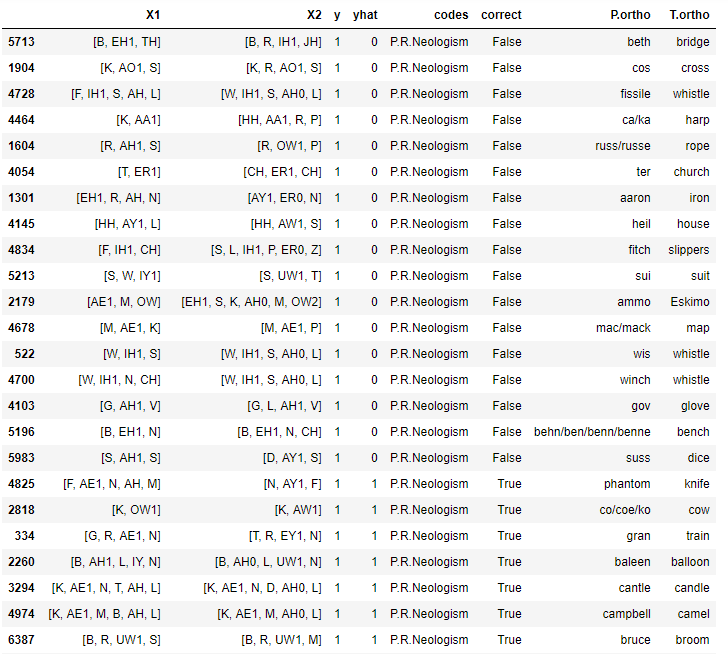 X1 X2 y yhat codes correct P.ortho T.ortho
5713 [B, EH1, TH] [B, R, IH1, JH] 1 0 P.R.Neologism False beth bridge
1904 [K, AO1, S] [K, R, AO1, S] 1 0 P.R.Neologism False cos cross
4728 [F, IH1, S, AH, L] [W, IH1, S, AH0, L] 1 0 P.R.Neologism False fissile whistle
4464 [K, AA1] [HH, AA1, R, P] 1 0 P.R.Neologism False ca/ka harp
1604 [R, AH1, S] [R, OW1, P] 1 0 P.R.Neologism False russ/russe rope
4054 [T, ER1] [CH, ER1, CH] 1 0 P.R.Neologism False ter church
1301 [EH1, R, AH, N] [AY1, ER0, N] 1 0 P.R.Neologism False aaron iron
4145 [HH, AY1, L] [HH, AW1, S] 1 0 P.R.Neologism False heil house
4834 [F, IH1, CH] [S, L, IH1, P, ER0, Z] 1 0 P.R.Neologism False fitch slippers
5213 [S, W, IY1] [S, UW1, T] 1 0 P.R.Neologism False sui suit
2179 [AE1, M, OW] [EH1, S, K, AH0, M, OW2] 1 0 P.R.Neologism False ammo Eskimo
4678 [M, AE1, K] [M, AE1, P] 1 0 P.R.Neologism False mac/mack map
522 [W, IH1, S] [W, IH1, S, AH0, L] 1 0 P.R.Neologism False wis whistle
4700 [W, IH1, N, CH] [W, IH1, S, AH0, L] 1 0 P.R.Neologism False winch whistle
4103 [G, AH1, V] [G, L, AH1, V] 1 0 P.R.Neologism False gov glove
5196 [B, EH1, N] [B, EH1, N, CH] 1 0 P.R.Neologism False behn/ben/benn/benne bench
5983 [S, AH1, S] [D, AY1, S] 1 0 P.R.Neologism False suss dice
4825 [F, AE1, N, AH, M] [N, AY1, F] 1 1 P.R.Neologism True phantom knife
2818 [K, OW1] [K, AW1] 1 1 P.R.Neologism True co/coe/ko cow
334 [G, R, AE1, N] [T, R, EY1, N] 1 1 P.R.Neologism True gran train
2260 [B, AH1, L, IY, N] [B, AH0, L, UW1, N] 1 1 P.R.Neologism True baleen balloon
3294 [K, AE1, N, T, AH, L] [K, AE1, N, D, AH0, L] 1 1 P.R.Neologism True cantle candle
4974 [K, AE1, M, B, AH, L] [K, AE1, M, AH0, L] 1 1 P.R.Neologism True campbell camel
6387 [B, R, UW1, S] [B, R, UW1, M] 1 1 P.R.Neologism True bruce broom